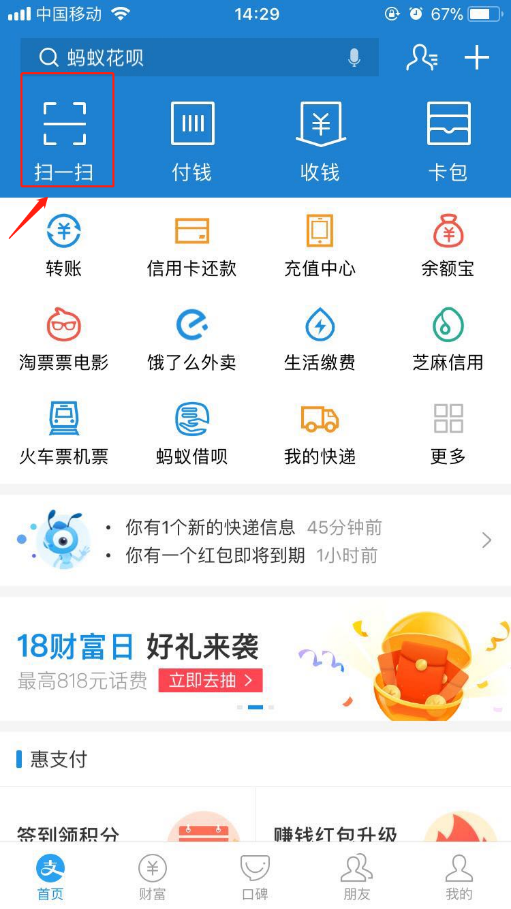 中国移动 14:29 67%
蚂蚁花呗
扫一扫 付钱 收钱 卡包
转账 信用卡还款 充值中心 余额宝
淘票票电影 饿了么外卖 生活缴费 芝麻信用
火车票机票 蚂蚁借呗 我的快递 更多
• 你有1个新的快递信息 45分钟前
• 你有一个红包即将到期 1小时前
18财富日 好礼来袭
最高818元话费 立即去抽 >
惠支付
签到领积分 赚钱红包升级
首页 财富 口碑 朋友 我的